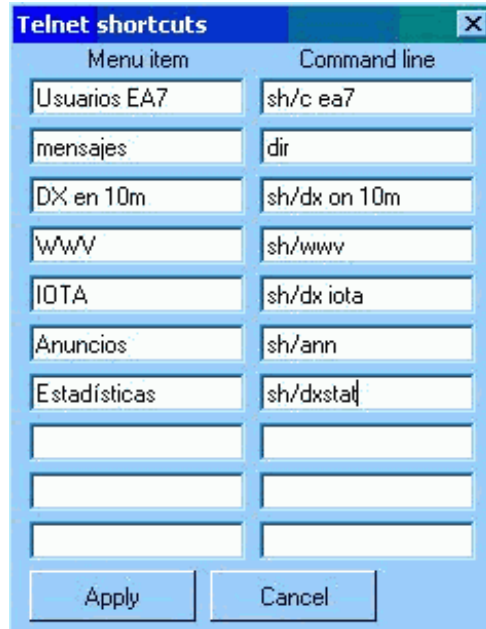 Telnet shortcuts
Menu item Command line
Usuarios EA7 sh/c ea7
mensajes dir
DX en 10m sh/dx on 10m
WWV sh/wwv
IOTA sh/dx iota
Anuncios sh/ann
Estadísticas sh/dxstat
Apply Cancel